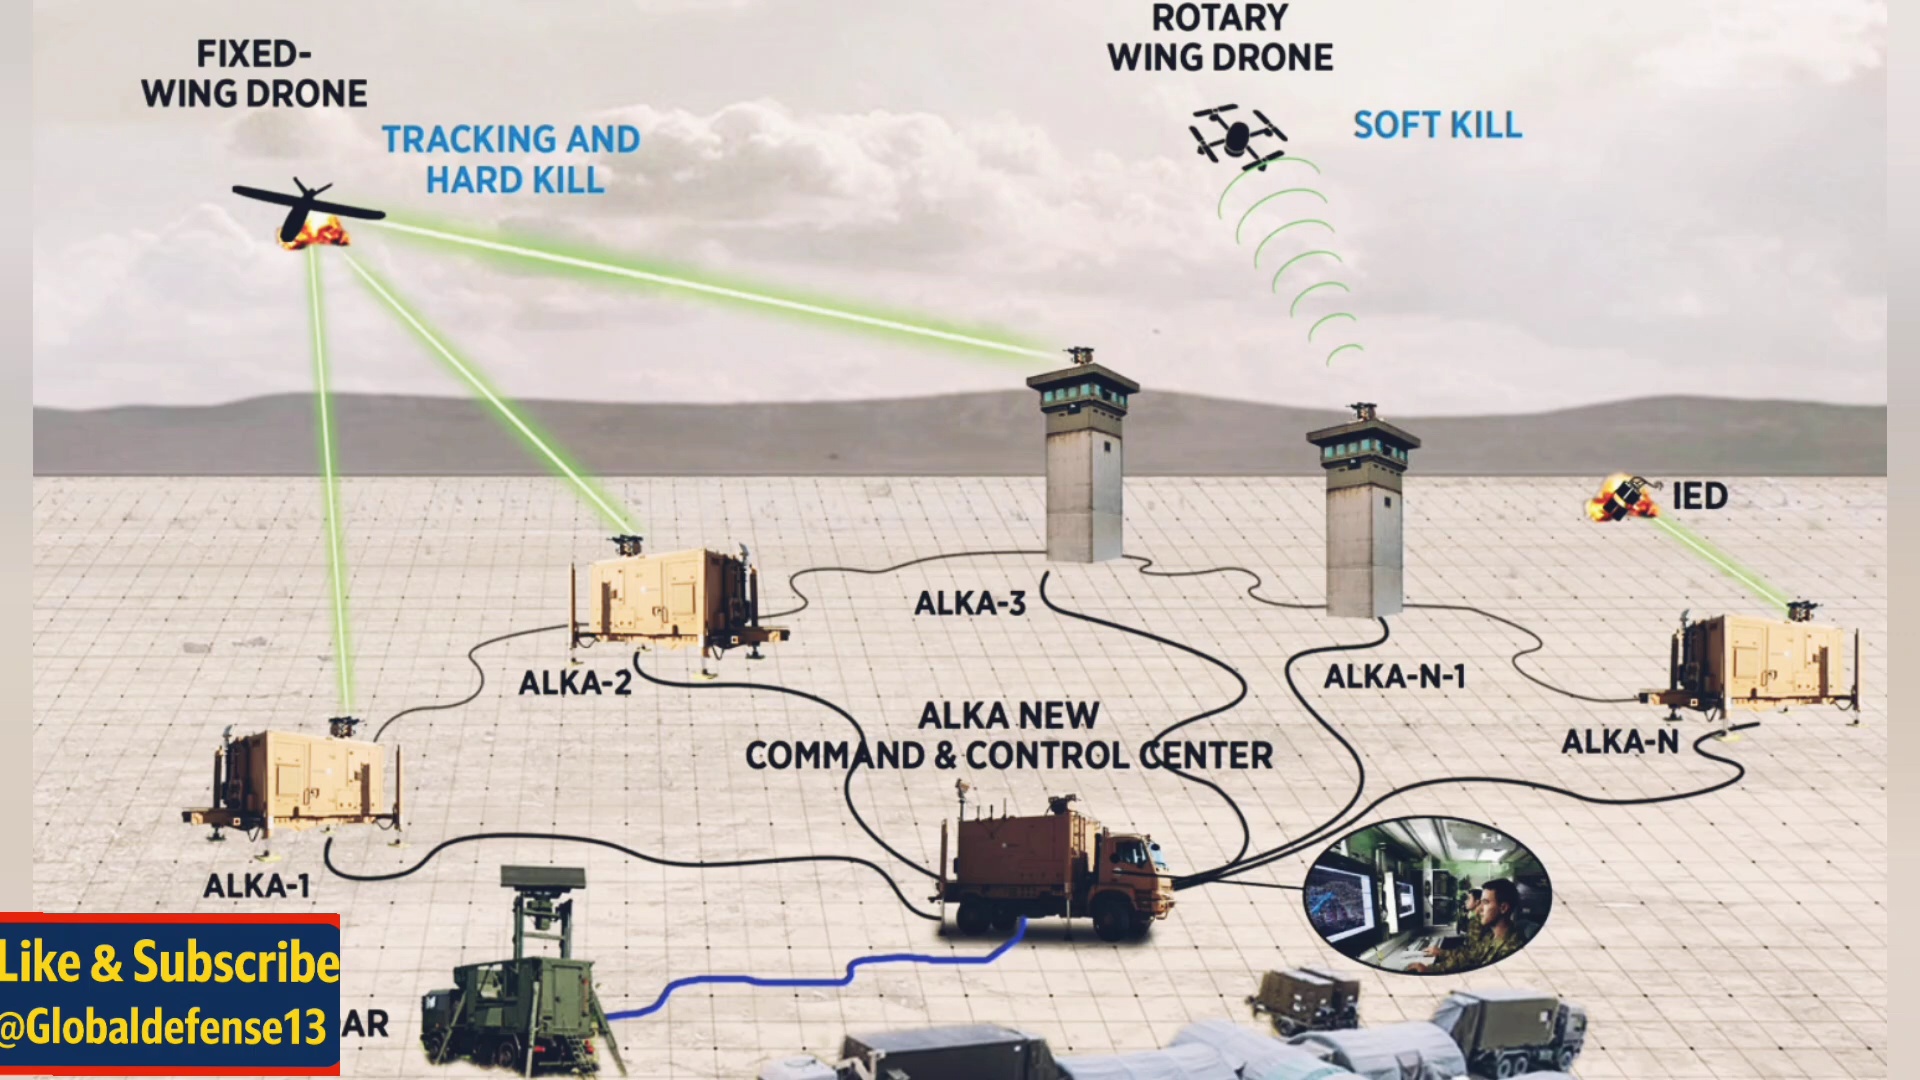 FIXED-
WING DRONE
TRACKING AND
HARD KILL
ROTARY
WING DRONE
SOFT KILL
IED
ALKA-3
ALKA-2
ALKA-N-1
ALKA NEW
COMMAND & CONTROL CENTER
ALKA-N
ALKA-1
Like & Subscribe
@Globaldefense13